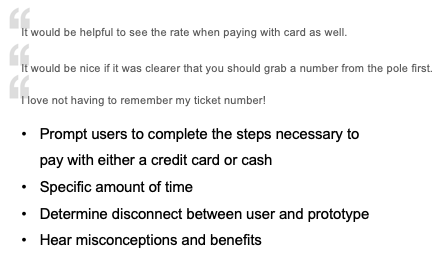 It would be helpful to see the rate when paying with card as well.
It would be nice if it was clearer that you should grab a number from the pole first.
I love not having to remember my ticket number!
• Prompt users to complete the steps necessary to
pay with either a credit card or cash
• Specific amount of time
• Determine disconnect between user and prototype
• Hear misconceptions and benefits